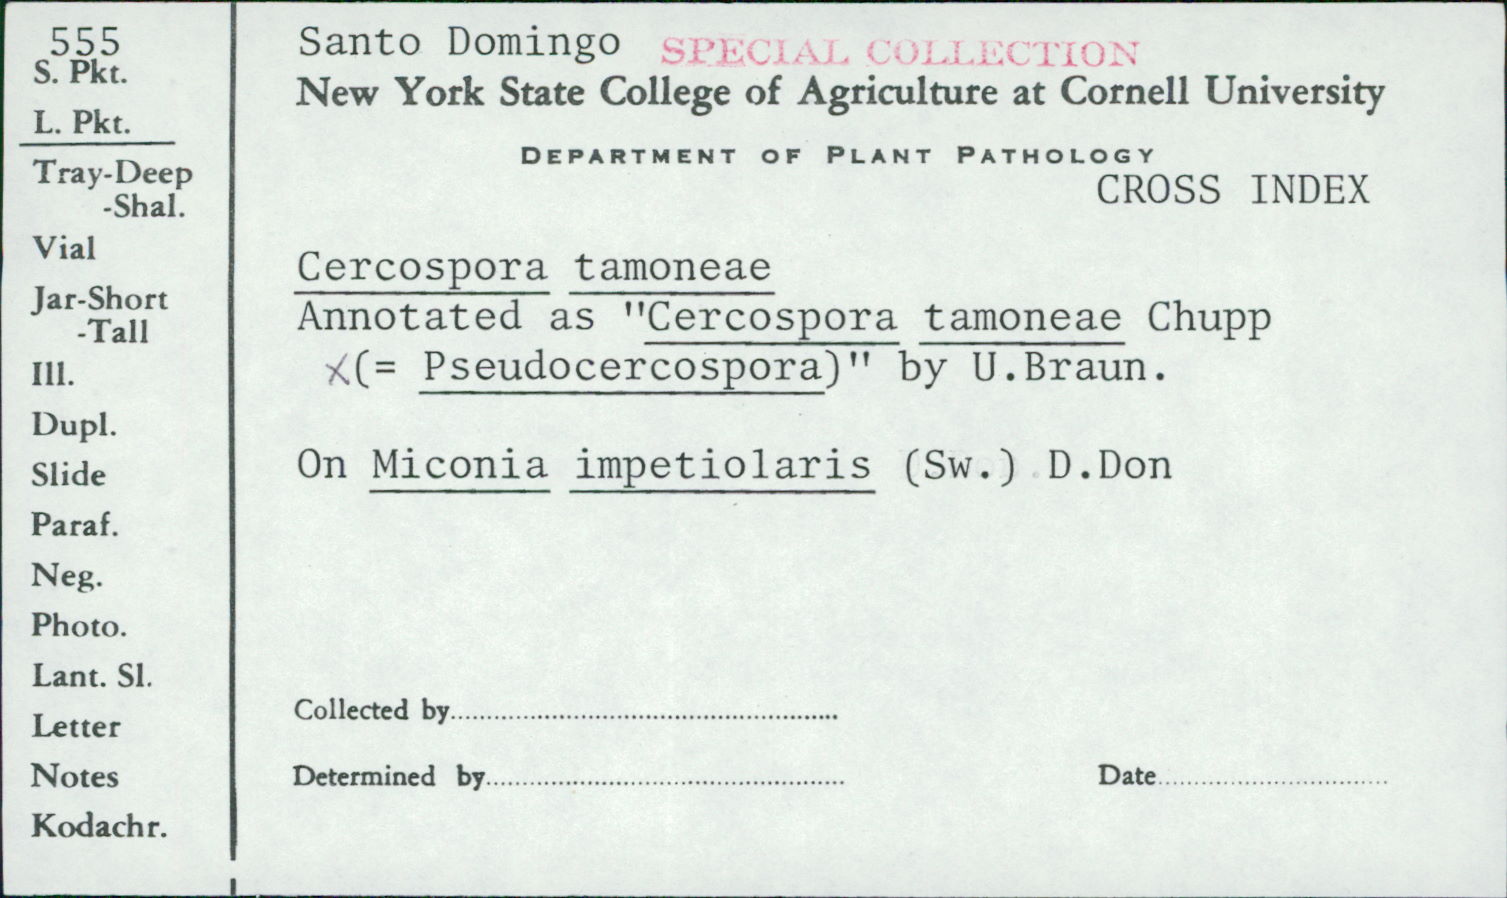 555
S. Pkt.
L. Pkt.
Tray-Deep
-Shal.
Vial
Jar-Short
-Tall
Ill.
Dupl.
Slide
Paraf.
Neg.
Photo.
Lant. Sl.
Letter
Notes
Kodachr.
Santo Domingo SPECIAL COLLECTION
New York State College of Agriculture at Cornell University
DEPARTMENT OF PLANT PATHOLOGY
CROSS INDEX
Cercospora tamoneae
Annotated as "Cercospora tamoneae Chupp
X(= Pseudocercospora)" by U.Braun.
On Miconia impetiolaris (Sw.) D.Don
Collected by
Determined by
Date